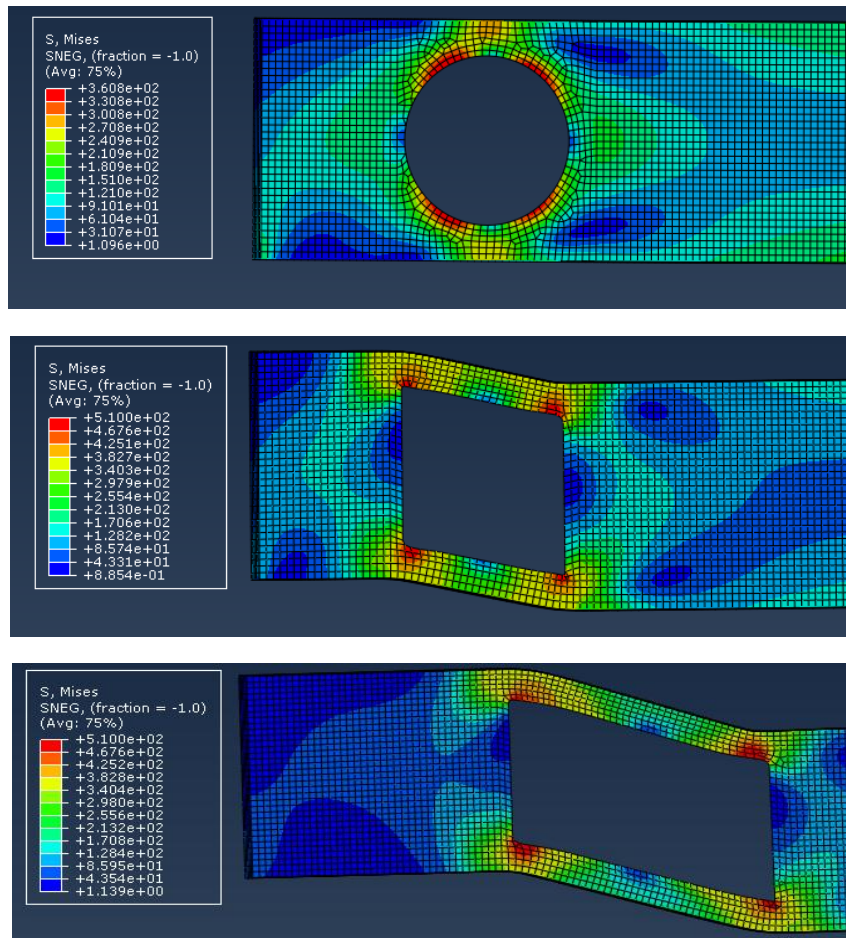 S, Mises
SNEG, (fraction = -1.0)
(Avg: 75%)
+3.608e+02
+3.308e+02
+3.008e+02
+2.708e+02
+2.409e+02
+2.109e+02
+1.809e+02
+1.510e+02
+1.210e+02
+9.101e+01
+6.104e+01
+3.107e+01
+1.096e+00
S, Mises
SNEG, (fraction = -1.0)
(Avg: 75%)
+5.100e+02
+4.676e+02
+4.251e+02
+3.827e+02
+3.403e+02
+2.979e+02
+2.554e+02
+2.130e+02
+1.706e+02
+1.282e+02
+8.574e+01
+4.331e+01
+8.854e-01
S, Mises
SNEG, (fraction = -1.0)
(Avg: 75%)
+5.100e+02
+4.676e+02
+4.252e+02
+3.828e+02
+3.404e+02
+2.980e+02
+2.556e+02
+2.132e+02
+1.708e+02
+1.284e+02
+8.595e+01
+4.354e+01
+1.139e+00